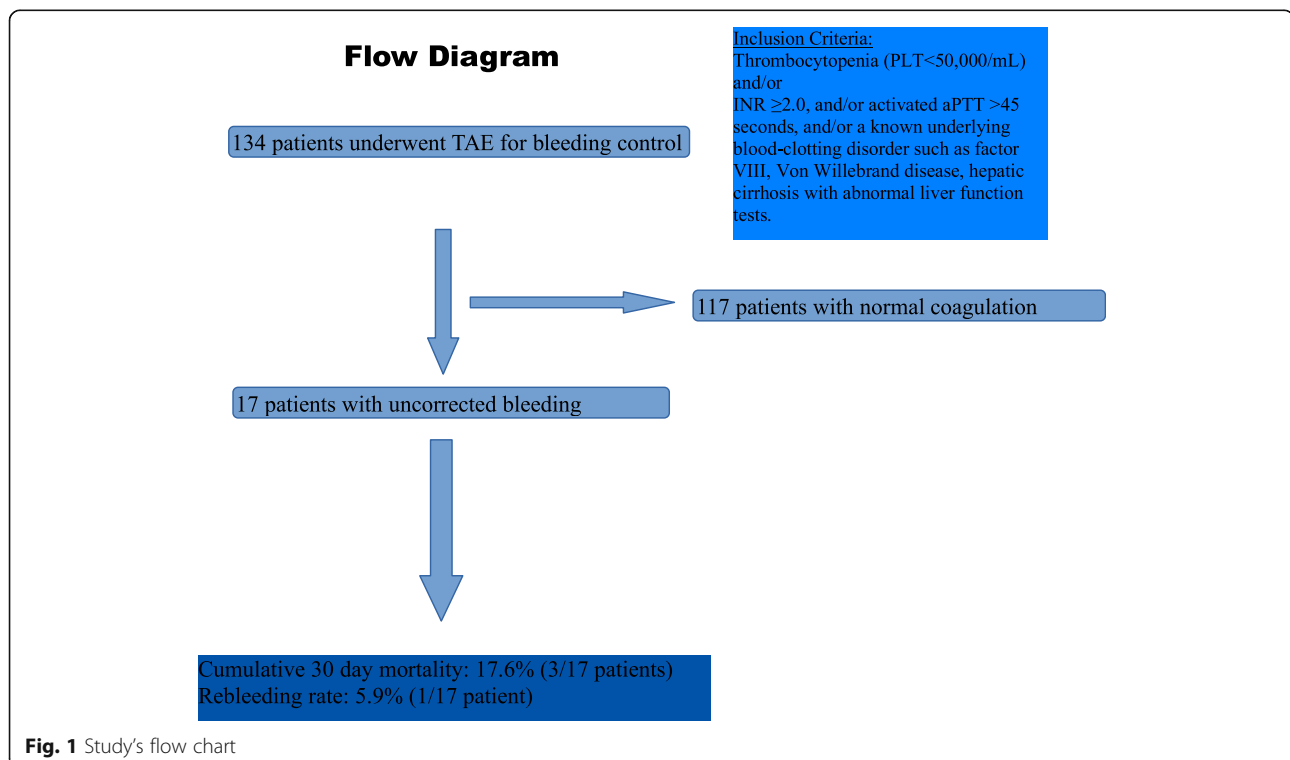 Flow Diagram
Inclusion Criteria:
Thrombocytopenia (PLT<50,000/mL)
and/or
INR ≥2.0, and/or activated aPTT >45
seconds, and/or a known underlying
blood-clotting disorder such as factor
VIII, Von Willebrand disease, hepatic
cirrhosis with abnormal liver function
tests.
134 patients underwent TAE for bleeding control
117 patients with normal coagulation
17 patients with uncorrected bleeding
Cumulative 30 day mortality: 17.6% (3/17 patients)
Rebleeding rate: 5.9% (1/17 patient)
Fig. 1 Study’s flow chart